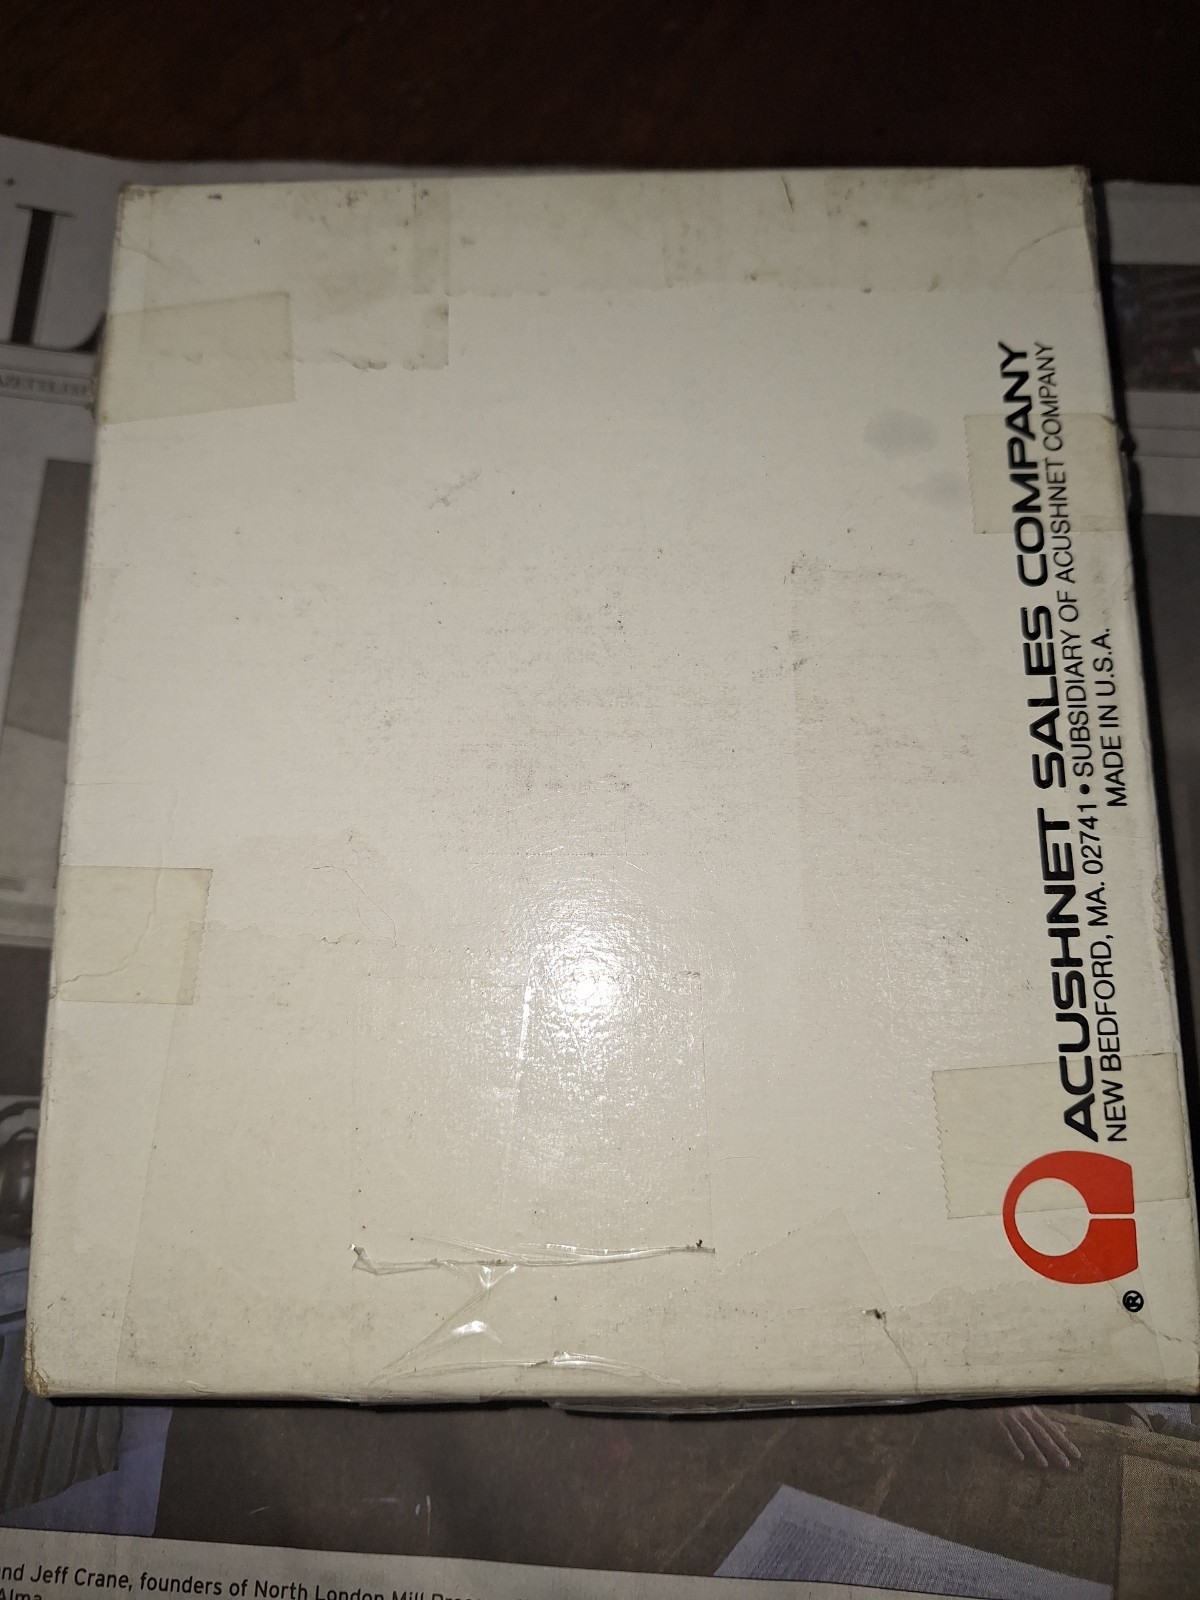 ACUSHNET SALES COMPANY
NEW BEDFORD, MA. 02741 • SUBSIDIARY OF ACUSHNET COMPANY
MADE IN U.S.A.
®
L
nd Jeff Crane, founders of North London Mill
Alma